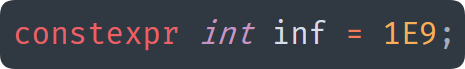 constexpr int inf = 1E9;